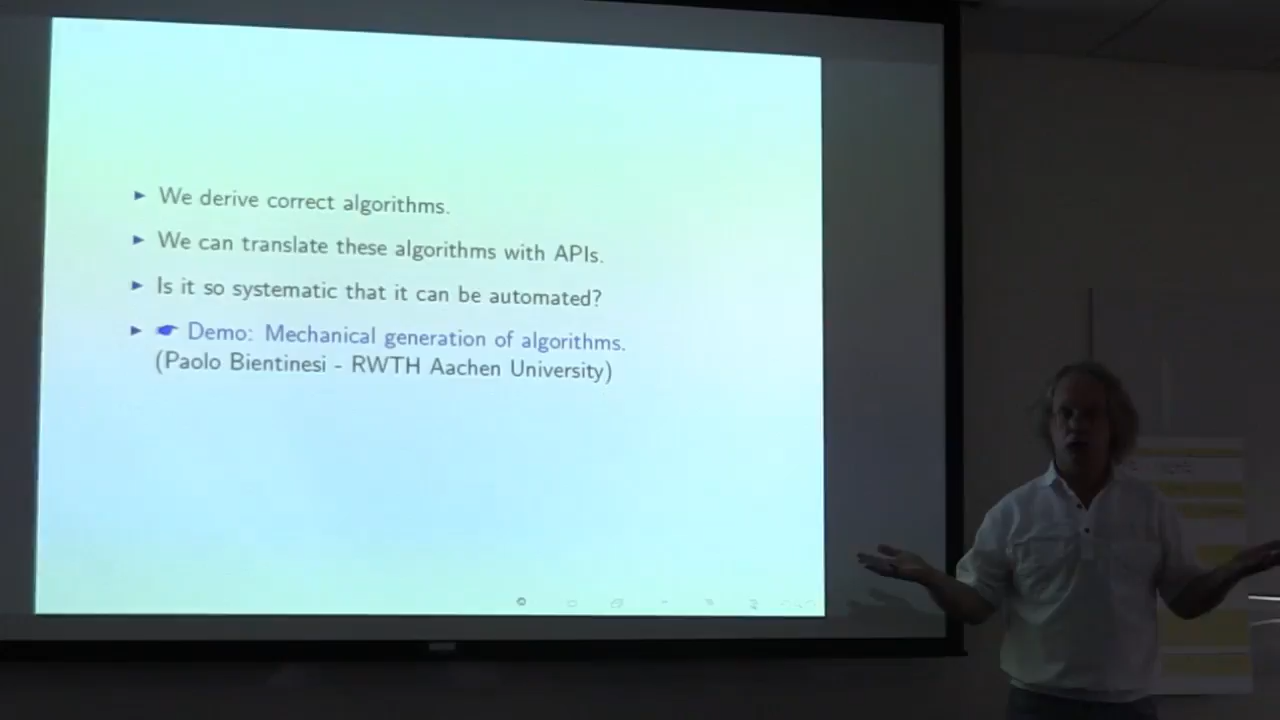 We derive correct algorithms.
We can translate these algorithms with APIs.
Is it so systematic that it can be automated?
Demo: Mechanical generation of algorithms.
(Paolo Bientinesi - RWTH Aachen University)